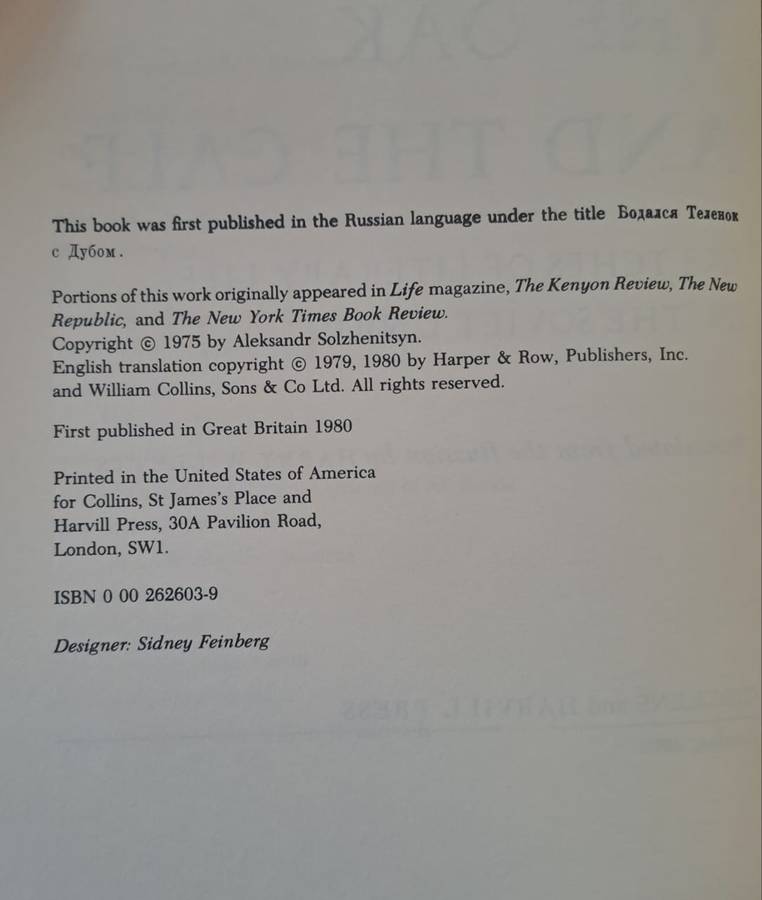 This book was first published in the Russian language under the title Бодался Теленок
с Дубом.
Portions of this work originally appeared in Life magazine, The Kenyon Review, The New
Republic, and The New York Times Book Review.
Copyright © 1975 by Aleksandr Solzhenitsyn.
English translation copyright © 1979, 1980 by Harper & Row, Publishers, Inc.
and William Collins, Sons & Co Ltd. All rights reserved.
First published in Great Britain 1980
Printed in the United States of America
for Collins, St James's Place and
Harvill Press, 30A Pavilion Road,
London, SW1.
ISBN 0 00 262603-9
Designer: Sidney Feinberg